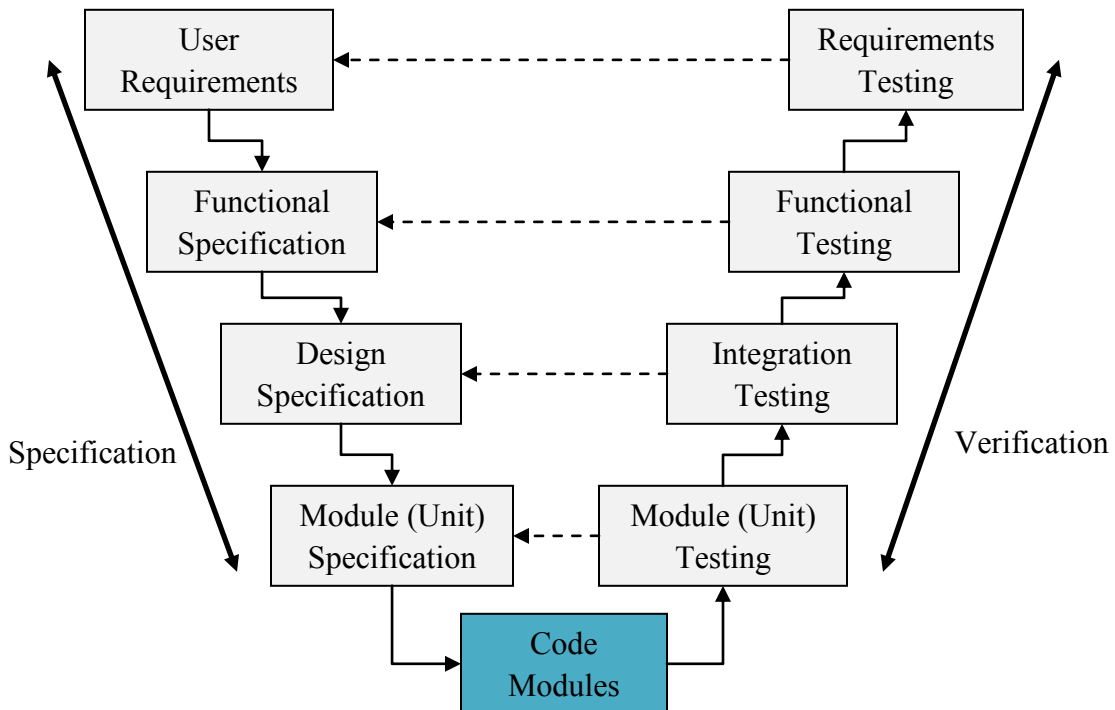 User
Requirements
Requirements
Testing
Functional
Specification
Functional
Testing
Design
Specification
Integration
Testing
Specification
Verification
Module (Unit)
Specification
Module (Unit)
Testing
Code
Modules